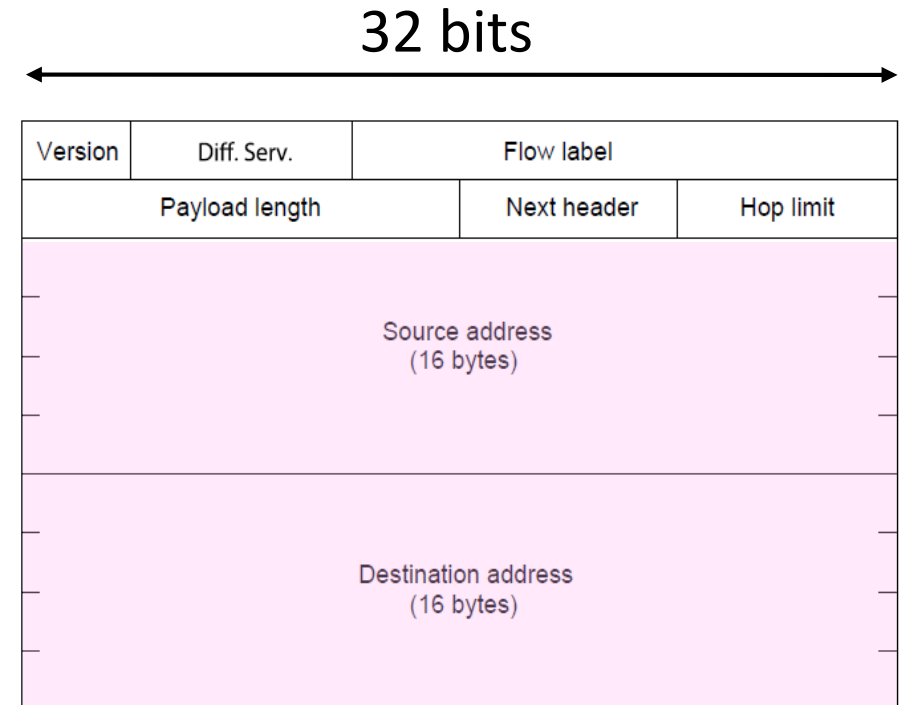 32 bits
Version Diff. Serv. Flow label
Payload length Next header Hop limit
Source address
(16 bytes)
Destination address
(16 bytes)